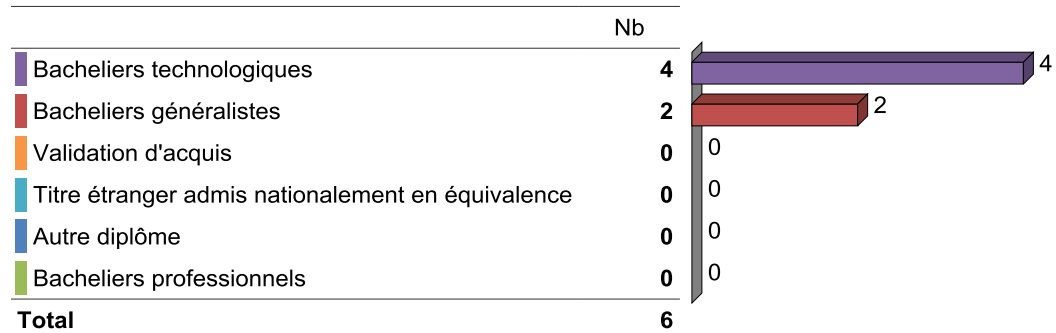 Nb
Bacheliers technologiques 4 4
Bacheliers généralistes 2 2
Validation d'acquis 0 0
Titre étranger admis nationalement en équivalence 0 0
Autre diplôme 0 0
Bacheliers professionnels 0 0
Total 6